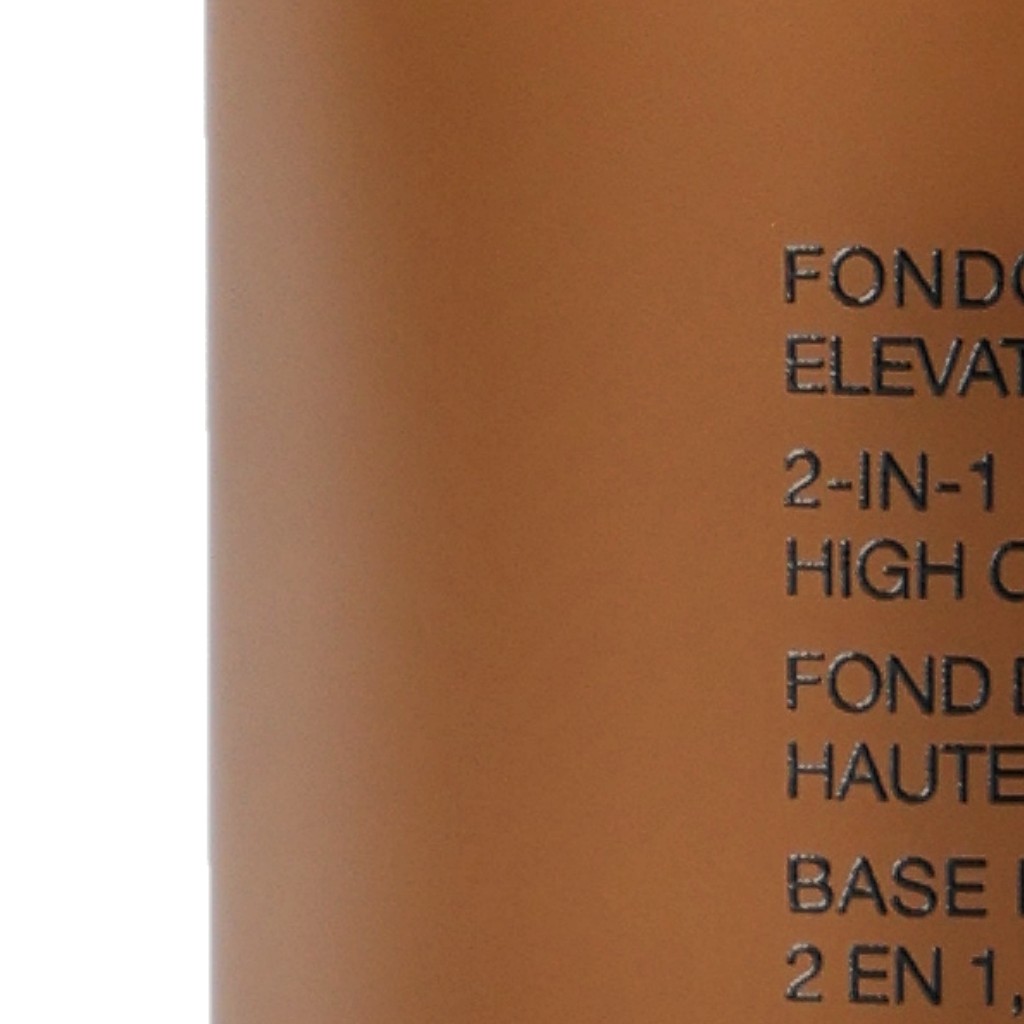 FONDO
ELEVAT
2-IN-1
HIGH C
FOND
HAUTE
BASE
2 EN 1,